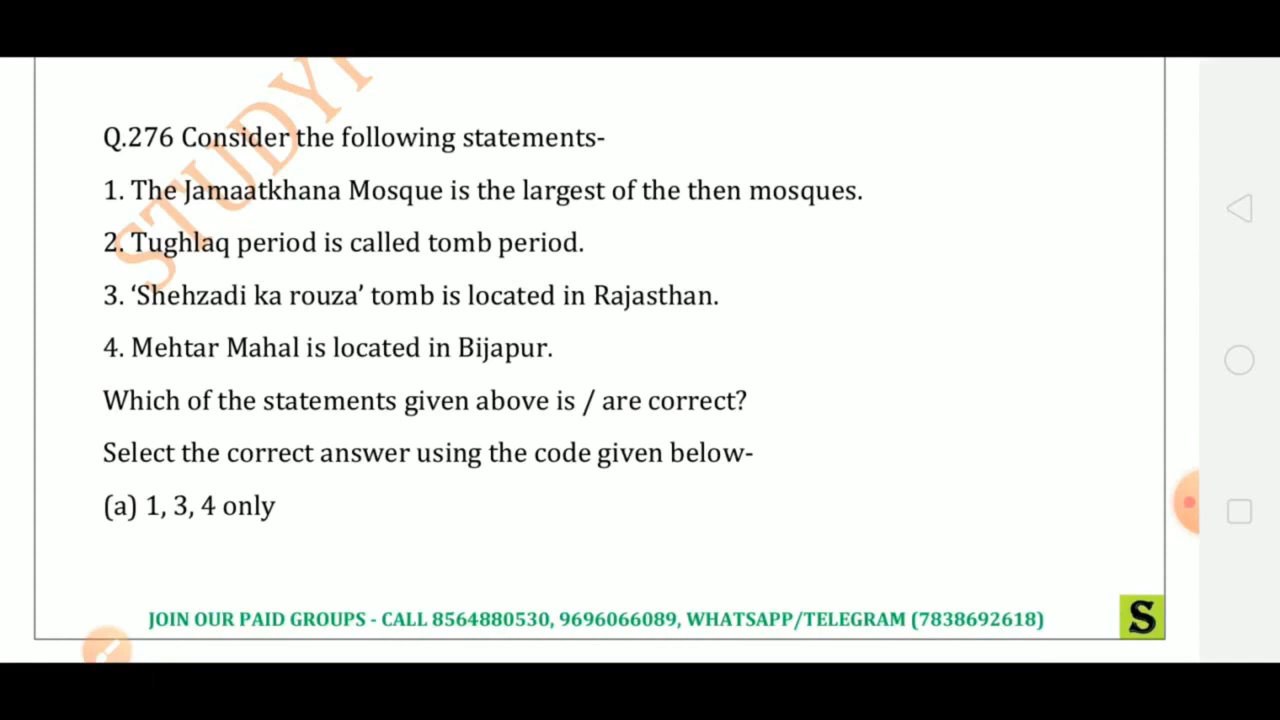 STUDYI
Q.276 Consider the following statements-
1. The Jamaatkhana Mosque is the largest of the then mosques.
2. Tughlaq period is called tomb period.
3. ‘Shehzadi ka rouza’ tomb is located in Rajasthan.
4. Mehtar Mahal is located in Bijapur.
Which of the statements given above is / are correct?
Select the correct answer using the code given below-
(a) 1, 3, 4 only
JOIN OUR PAID GROUPS - CALL 8564880530, 9696066089, WHATSAPP/TELEGRAM (7838692618)
S